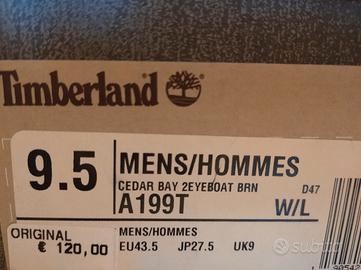 Timberland
9.5
MENS/HOMMES
CEDAR BAY 2EYEBOAT BRN D47
A199T W/L
ORIGINAL
€ 120,00
MENS/HOMMES
EU43.5 JP27.5 UK9
subito